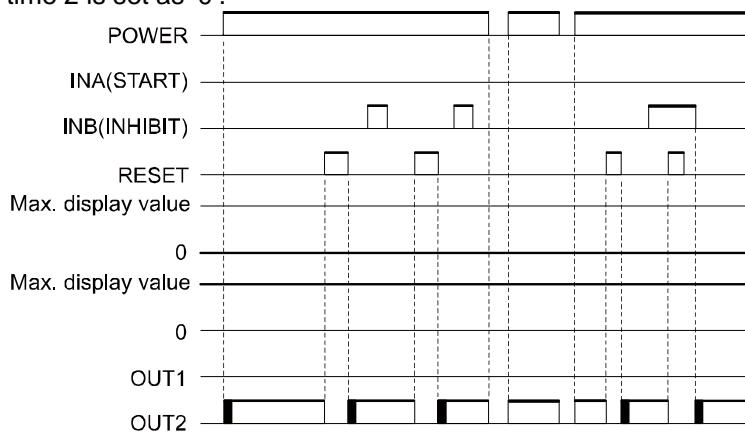 time 2 is set as '0'.
POWER
INA(START)
INB(INHIBIT)
RESET
Max. display value
0
Max. display value
0
OUT1
OUT2